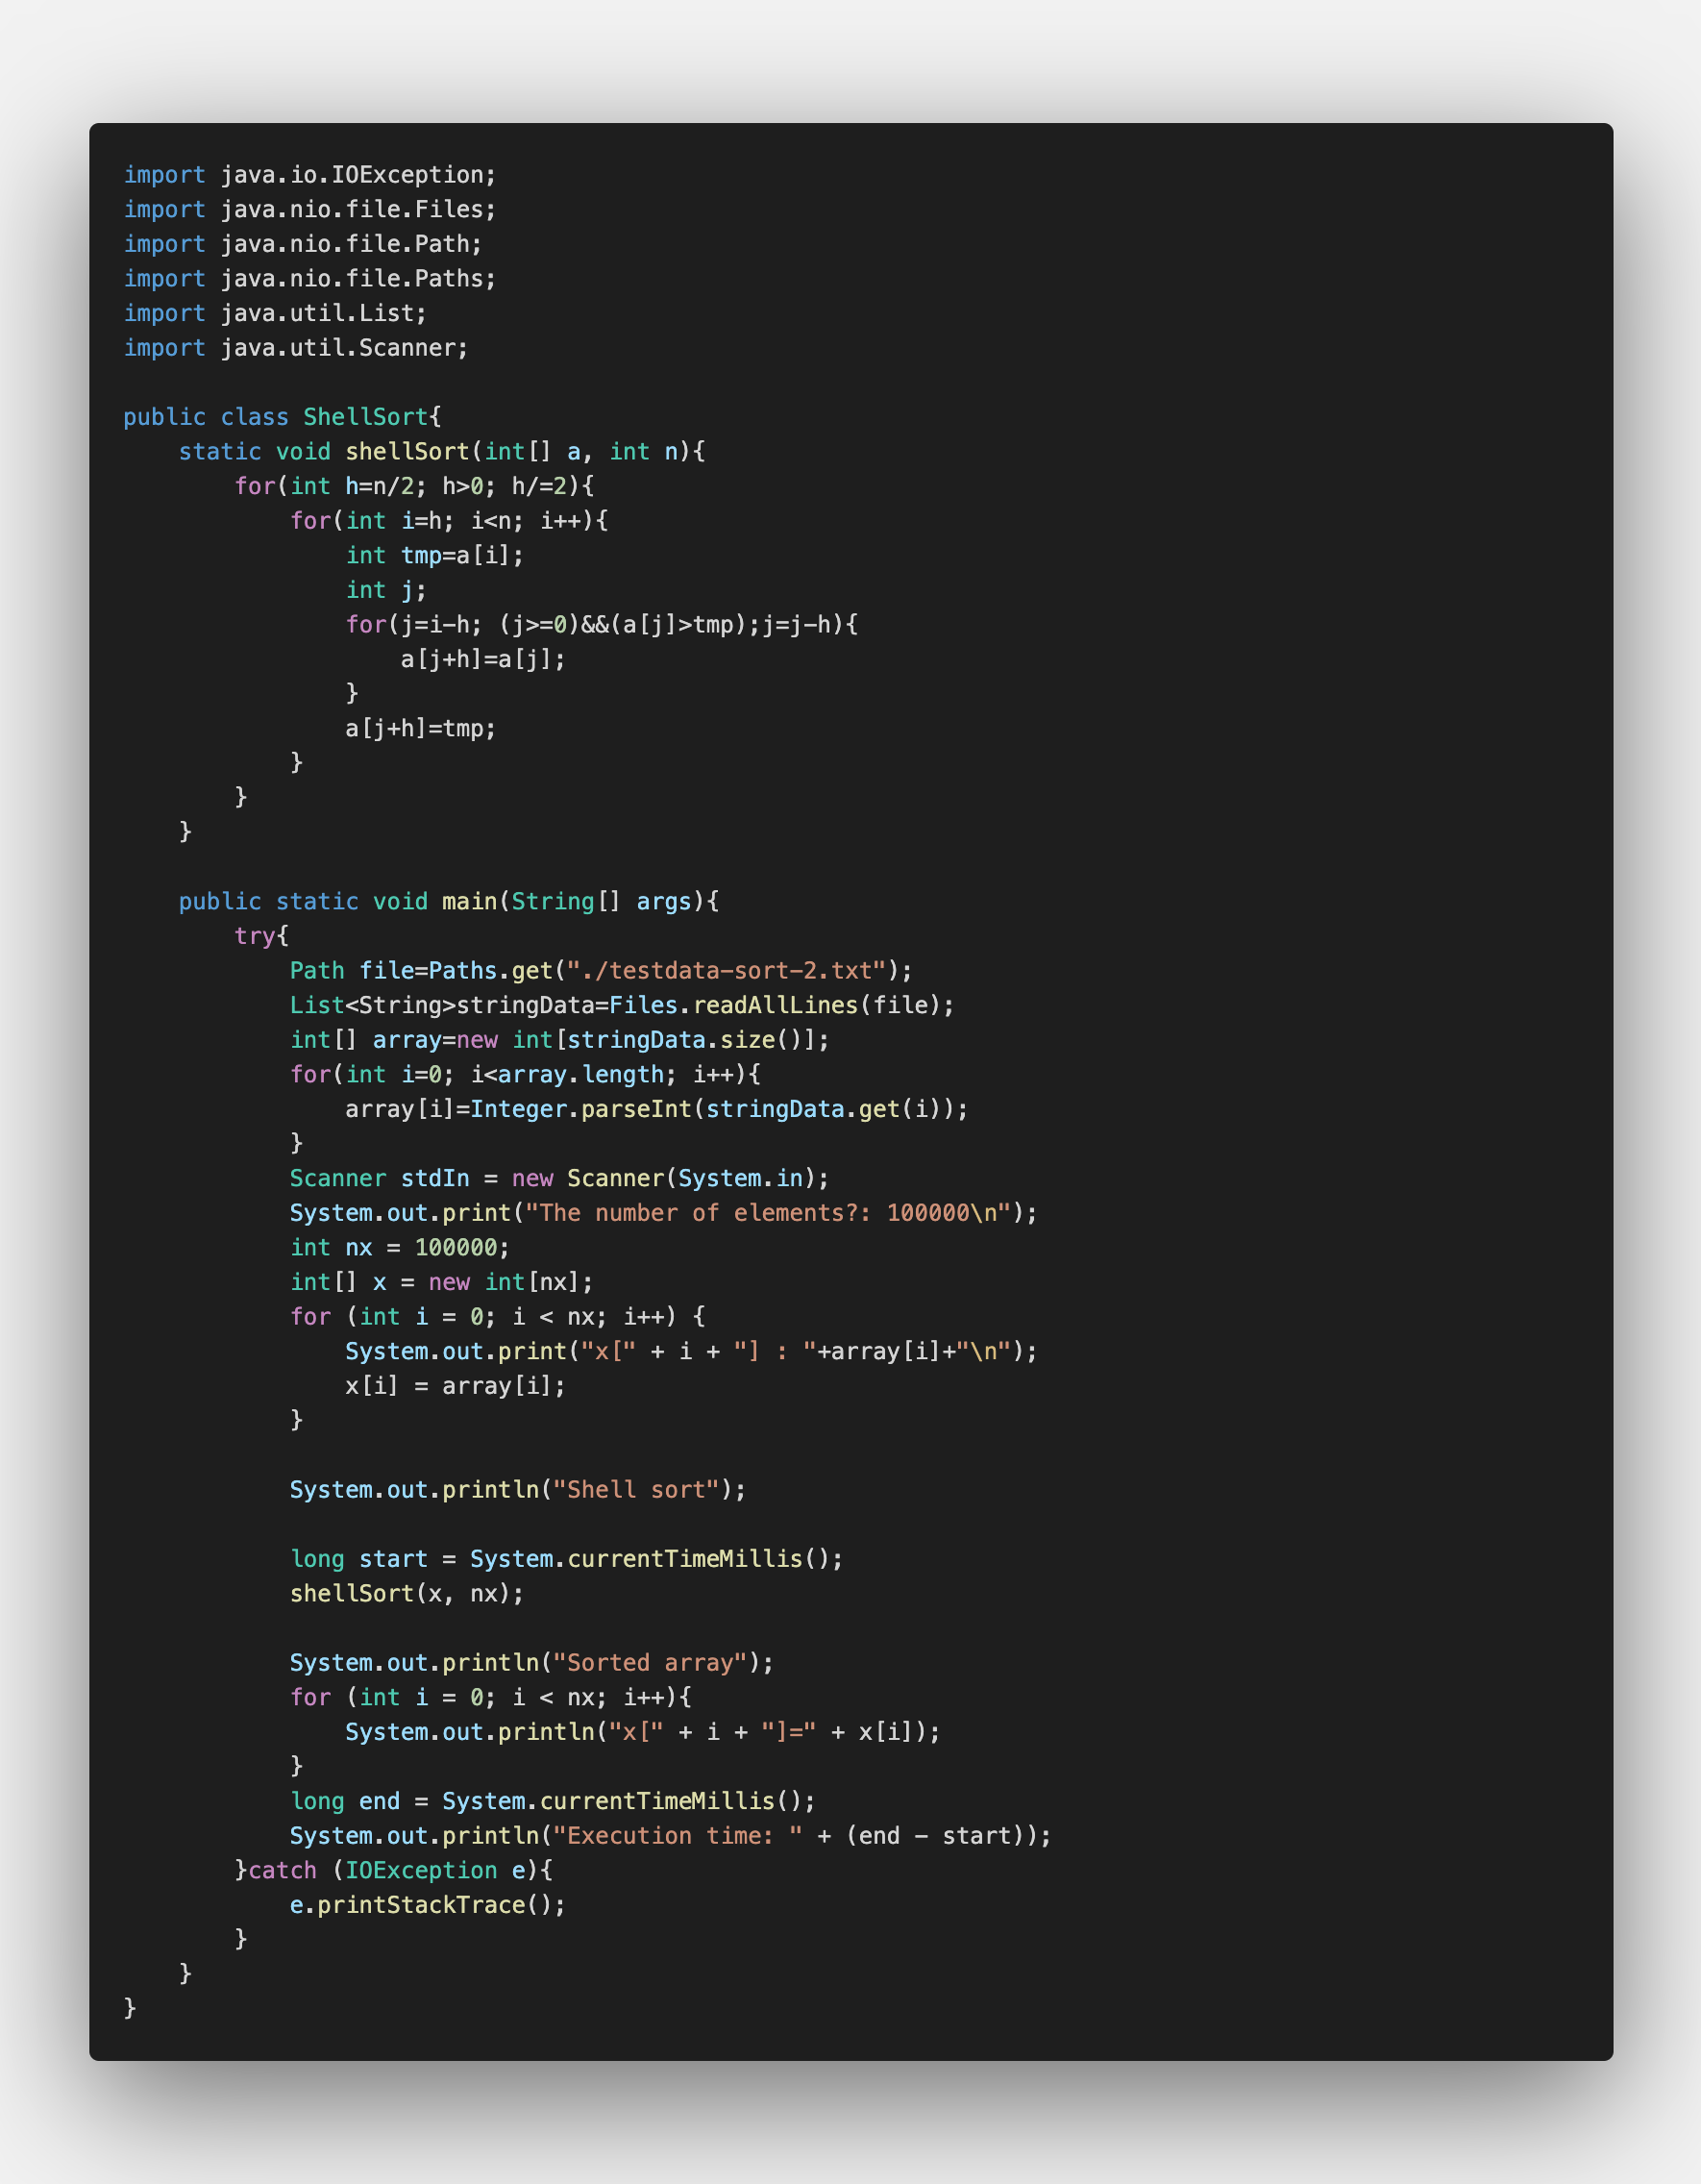 import java.io.IOException;
import java.nio.file.Files;
import java.nio.file.Path;
import java.nio.file.Paths;
import java.util.List;
import java.util.Scanner;

public class ShellSort{
    static void shellSort(int[] a, int n){
        for(int h=n/2; h>0; h/=2){
            for(int i=h; i<n; i++){
                int tmp=a[i];
                int j;
                for(j=i-h; (j>=0)&&(a[j]>tmp);j=j-h){
                    a[j+h]=a[j];
                }
                a[j+h]=tmp;
            }
        }
    }

    public static void main(String[] args){
        try{
            Path file=Paths.get("./testdata-sort-2.txt");
            List<String>stringData=Files.readAllLines(file);
            int[] array=new int[stringData.size()];
            for(int i=0; i<array.length; i++){
                array[i]=Integer.parseInt(stringData.get(i));
            }
            Scanner stdIn = new Scanner(System.in);
            System.out.print("The number of elements?: 100000\n");
            int nx = 100000;
            int[] x = new int[nx];
            for (int i = 0; i < nx; i++) {
                System.out.print("x[" + i + "] : "+array[i]+"\n");
                x[i] = array[i];
            }

            System.out.println("Shell sort");

            long start = System.currentTimeMillis();
            shellSort(x, nx);

            System.out.println("Sorted array");
            for (int i = 0; i < nx; i++){
                System.out.println("x[" + i + "]=" + x[i]);
            }
            long end = System.currentTimeMillis();
            System.out.println("Execution time: " + (end - start));
        }catch (IOException e){
            e.printStackTrace();
        }
    }
}